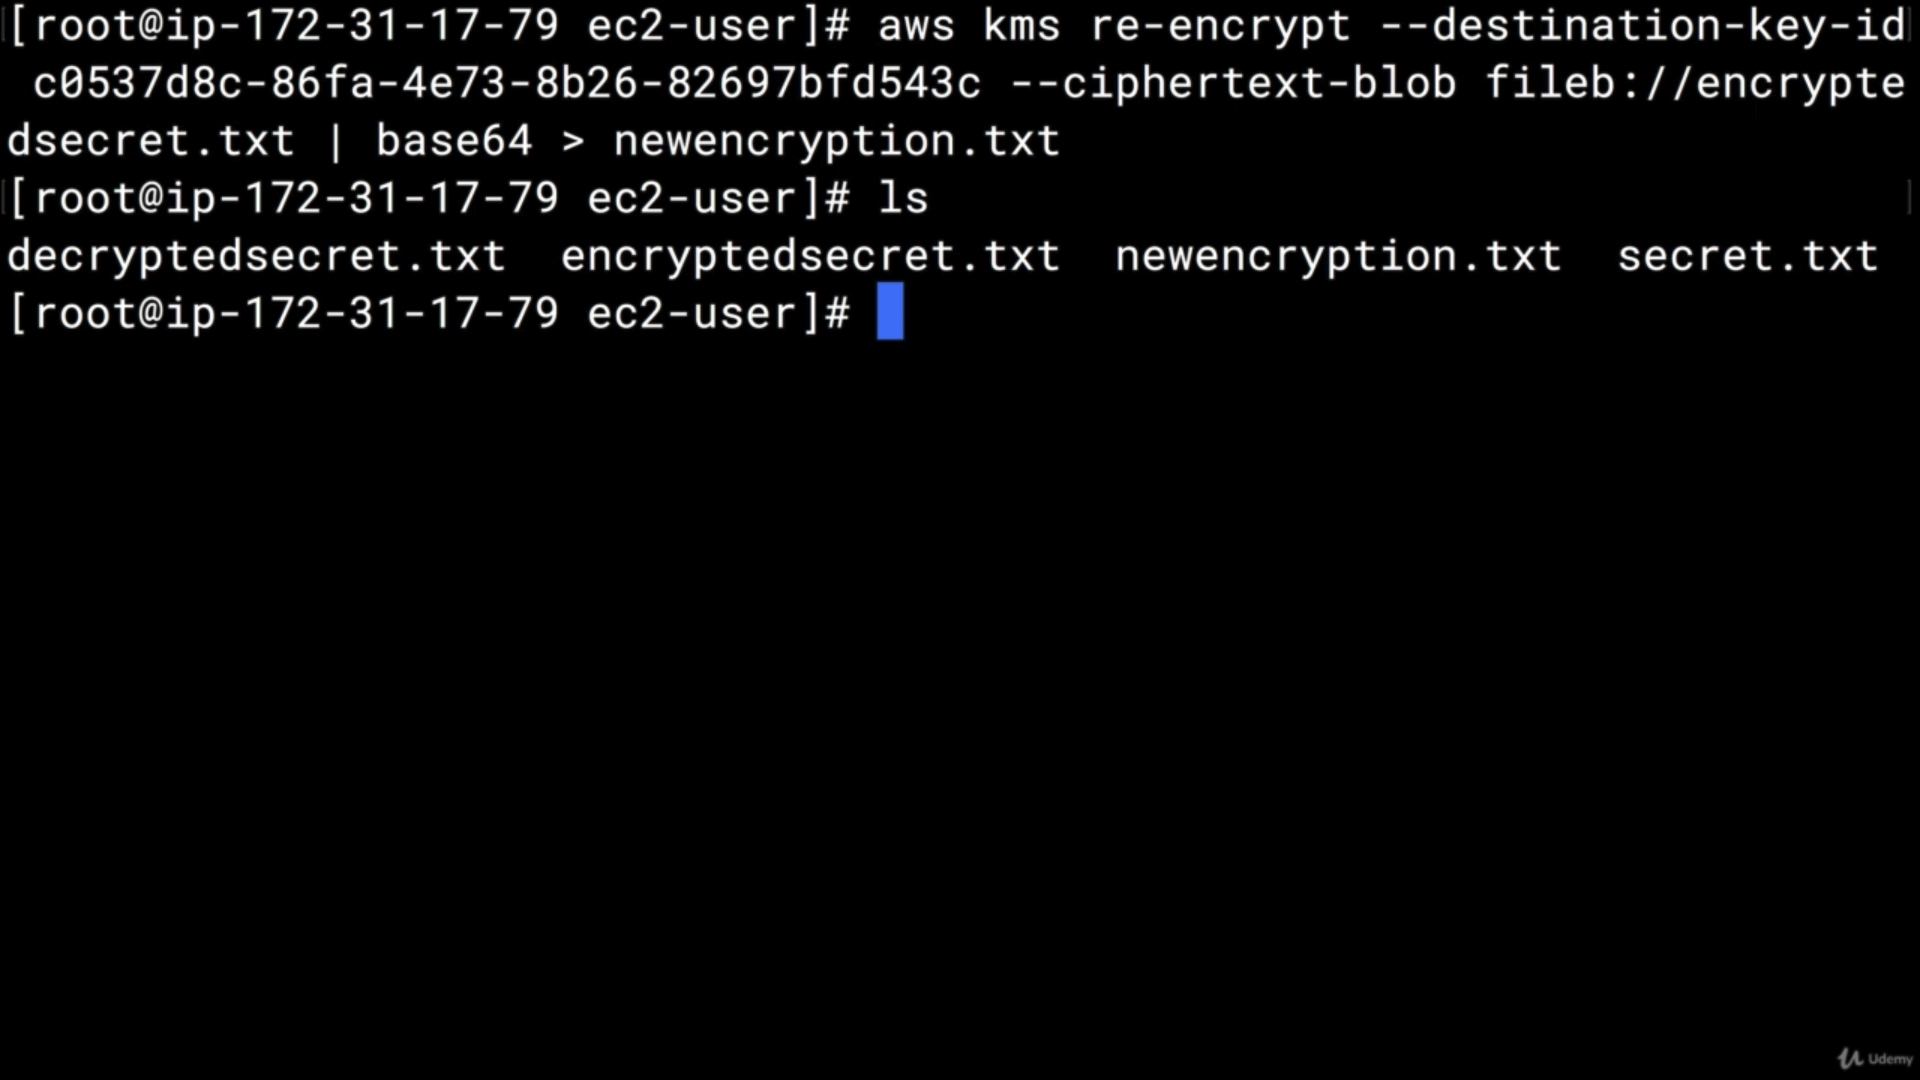 [root@ip-172-31-17-79 ec2-user]# aws kms re-encrypt --destination-key-id
c0537d8c-86fa-4e73-8b26-82697bfd543c --ciphertext-blob fileb://encrypte
dsecret.txt | base64 > newencryption.txt
[root@ip-172-31-17-79 ec2-user]# ls
decryptedsecret.txt  encryptedsecret.txt  newencryption.txt  secret.txt
[root@ip-172-31-17-79 ec2-user]#
Udemy